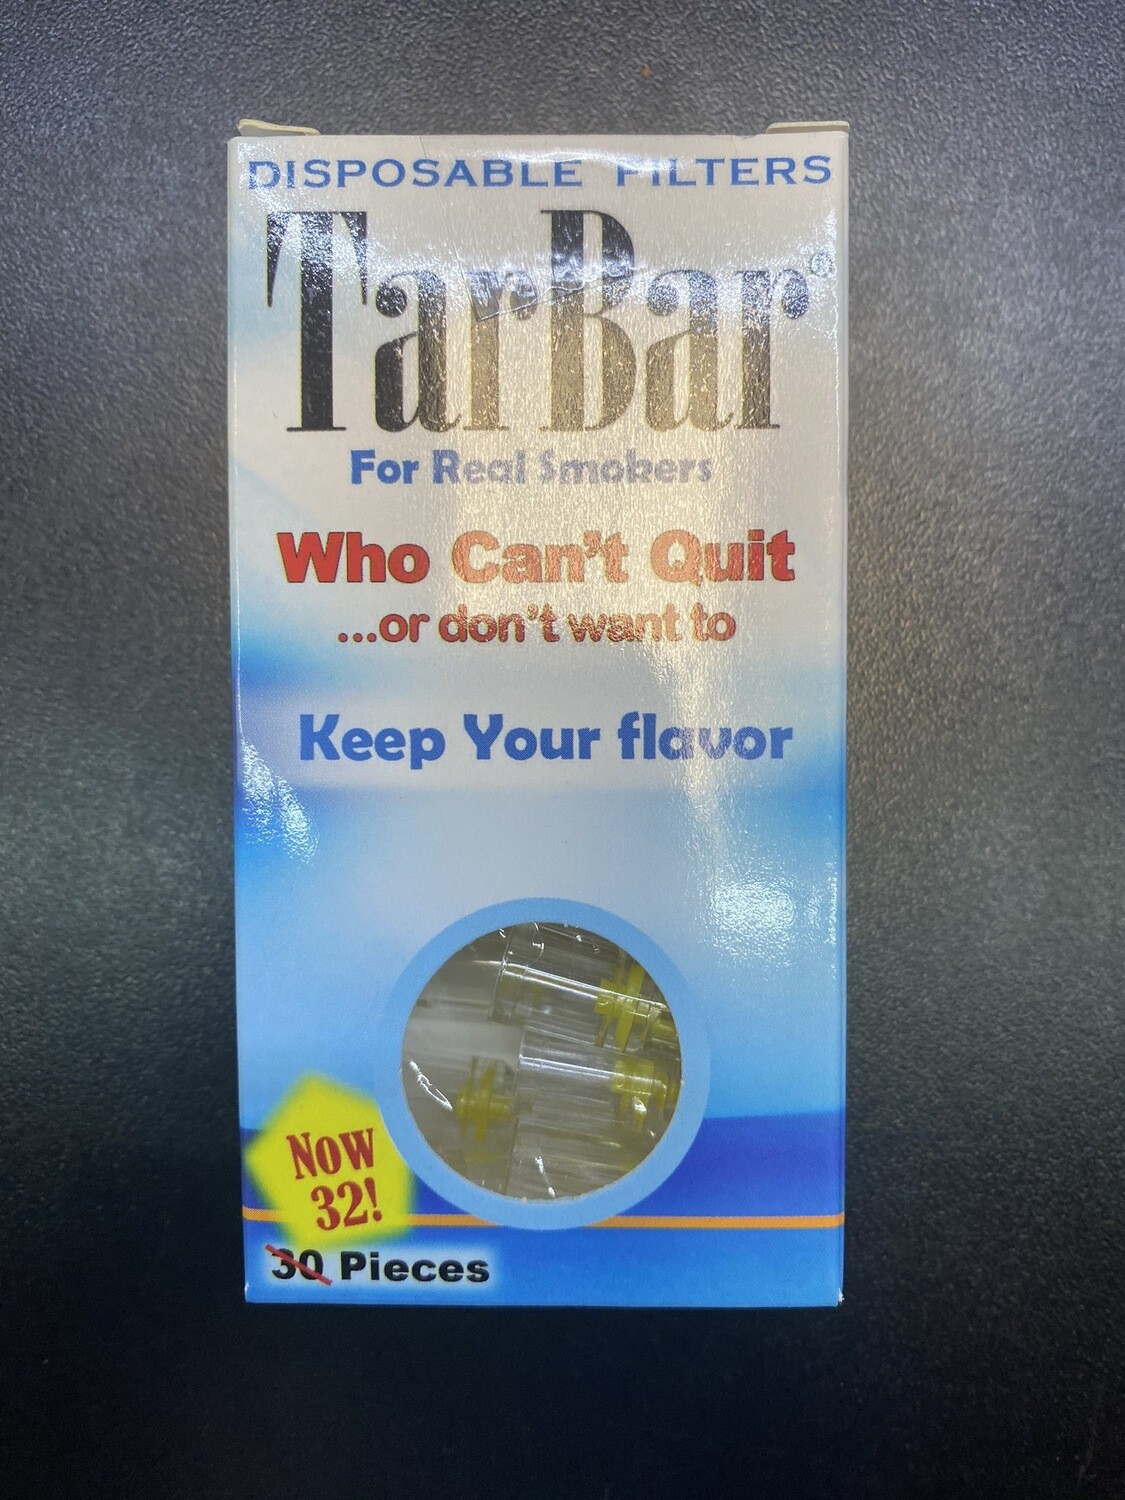 DISPOSABLE FILTERS
TarBar®
For Real Smokers
Who Can't Quit
...or don't want to
Keep Your flavor
NOW
32!
30 Pieces